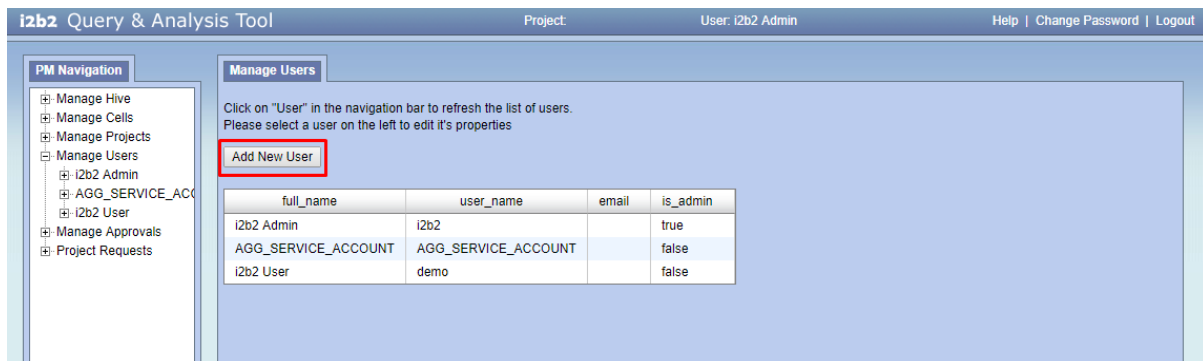 i2b2 Query & Analysis Tool Project: User: i2b2 Admin Help | Change Password | Logout
PM Navigation
Manage Hive
Manage Cells
Manage Projects
Manage Users
i2b2 Admin
AGG_SERVICE_ACC
i2b2 User
Manage Approvals
Project Requests
Manage Users
Click on "User" in the navigation bar to refresh the list of users.
Please select a user on the left to edit it's properties
Add New User
full_name user_name email is_admin
i2b2 Admin i2b2 true
AGG_SERVICE_ACCOUNT AGG_SERVICE_ACCOUNT false
i2b2 User demo false